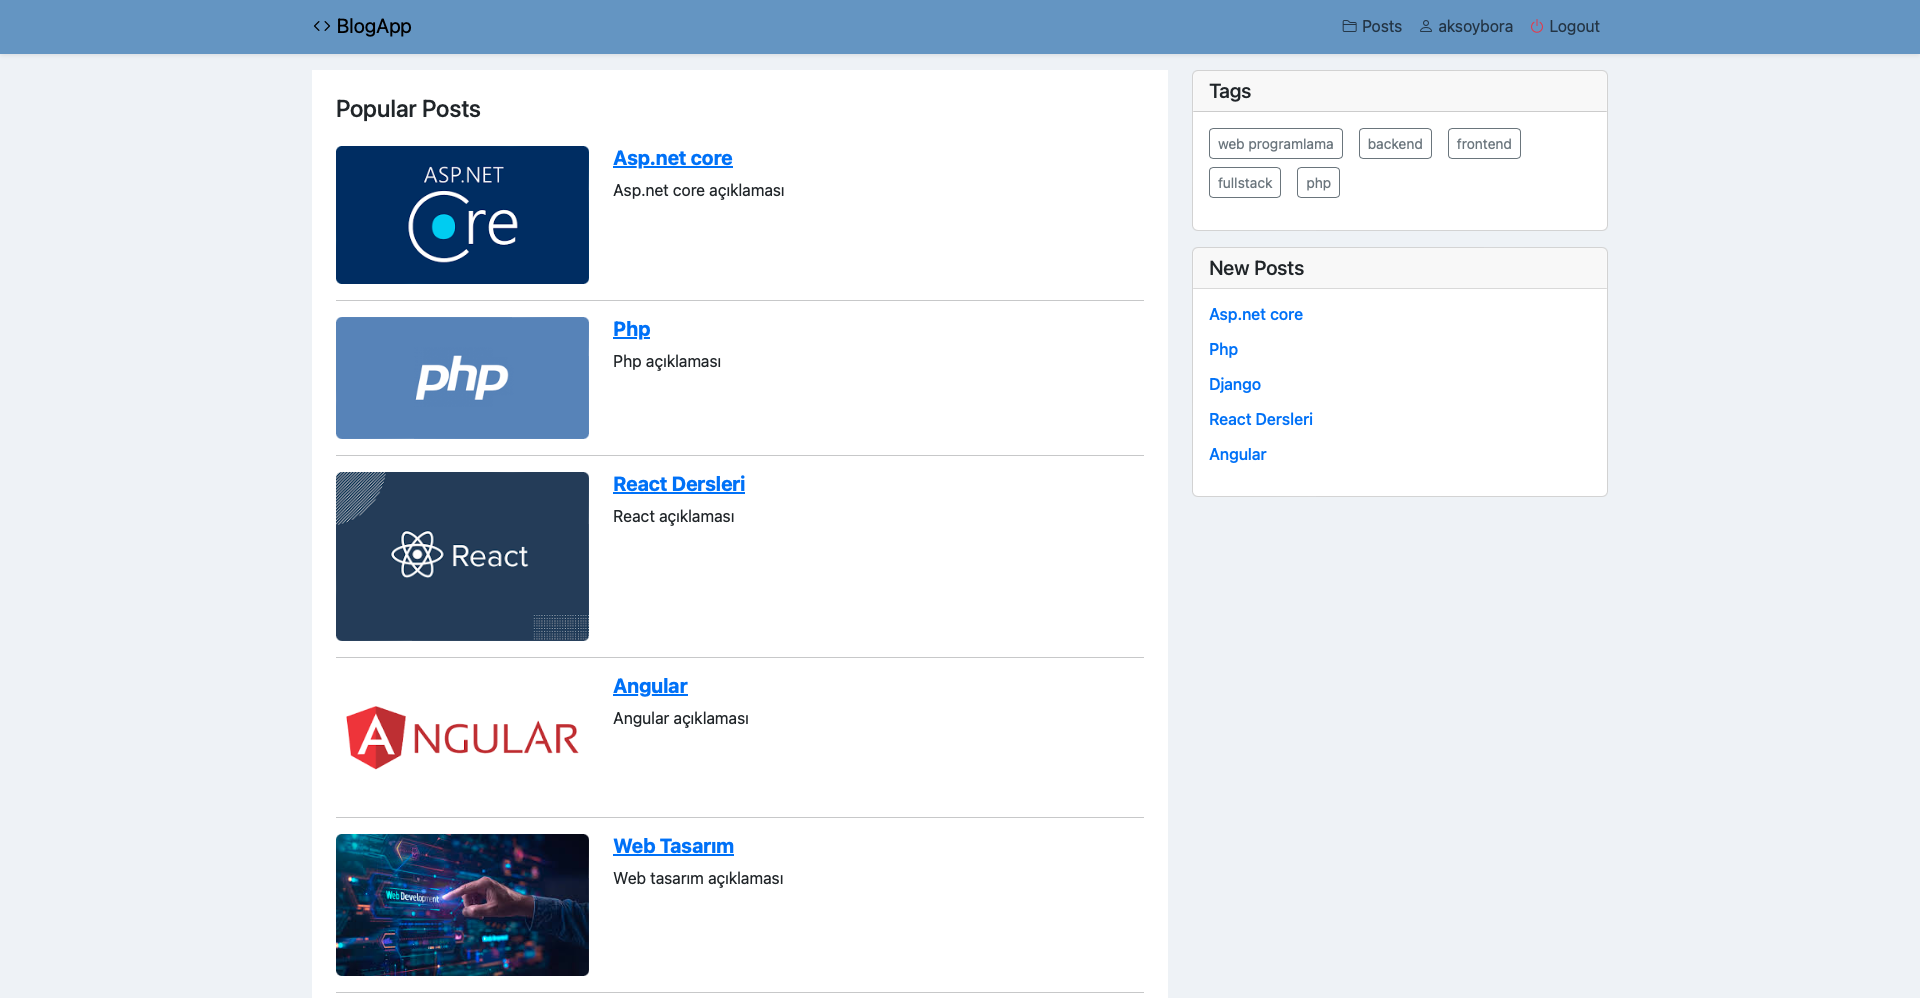 BlogApp
Posts
aksoybora
Logout
Popular Posts
ASP.NET
Core
Asp.net core
Asp.net core açıklaması
php
Php
Php açıklaması
React
React Dersleri
React açıklaması
ANGULAR
Angular
Angular açıklaması
Web Development
Web Tasarım
Web tasarım açıklaması
Tags
web programlama
backend
frontend
fullstack
php
New Posts
Asp.net core
Php
Django
React Dersleri
Angular